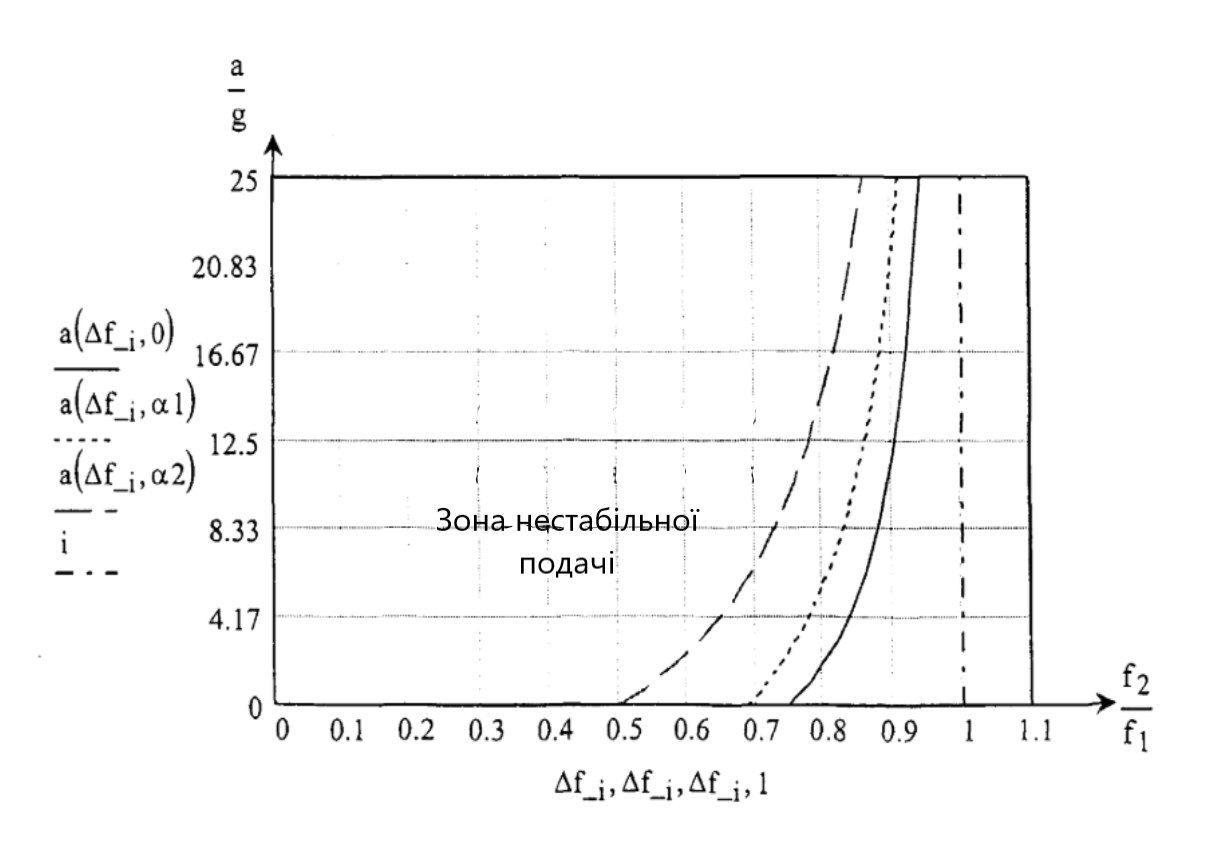 a
g
25
20.83
a(Δf_i,0)
16.67
a(Δf_i,α1)
12.5
a(Δf_i,α2)
8.33
Зона нестабільної
подачі
i
4.17
0
f2
f1
0 0.1 0.2 0.3 0.4 0.5 0.6 0.7 0.8 0.9 1 1.1
Δf_i,Δf_i,Δf_i,1